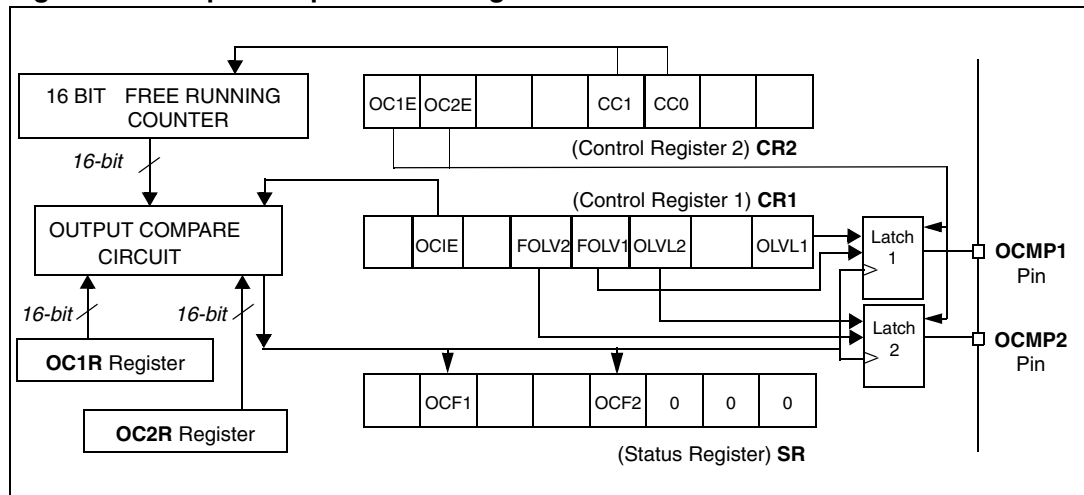 16 BIT FREE RUNNING
COUNTER
OC1E OC2E CC1 CC0
(Control Register 2) CR2
16-bit
(Control Register 1) CR1
OUTPUT COMPARE
CIRCUIT
OCIE FOLV2 FOLV1 OLVL2 OLVL1
Latch
1
OCMP1
Pin
16-bit
16-bit
Latch
2
OCMP2
Pin
OC1R Register
OCF1 OCF2 0 0 0
OC2R Register
(Status Register) SR